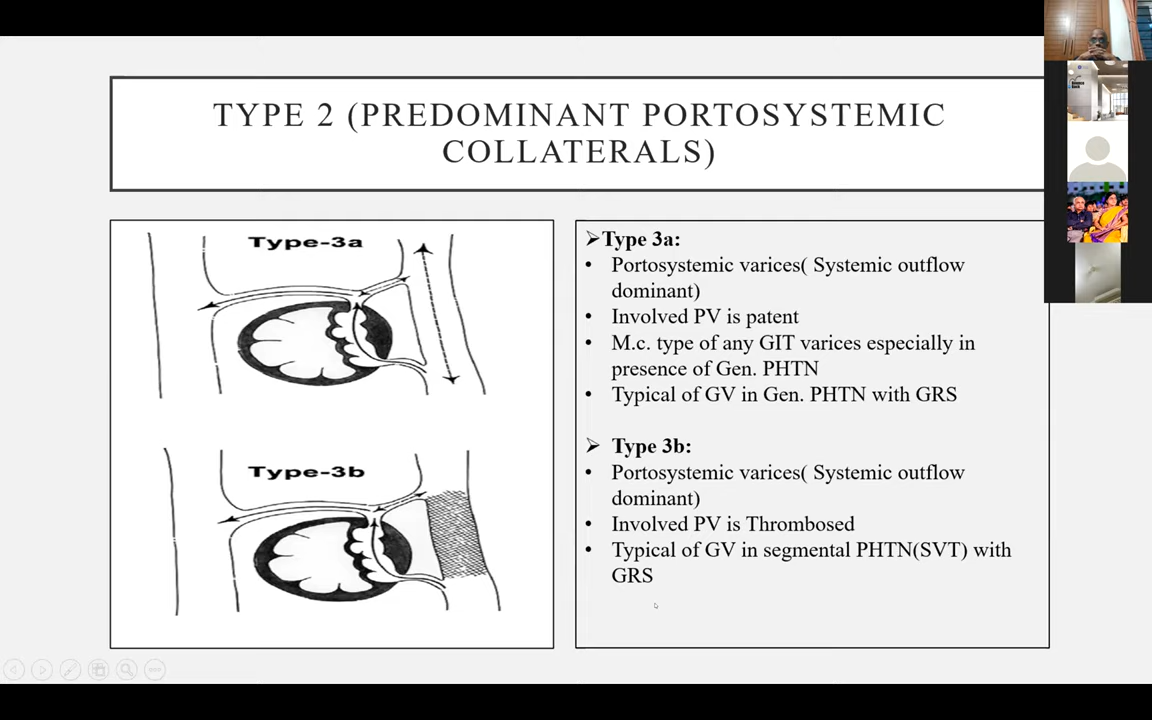 TYPE 2 (PREDOMINANT PORTOSYSTEMIC
COLLATERALS)
Type-3a
Type-3b
➢Type 3a:
• Portosystemic varices( Systemic outflow
dominant)
• Involved PV is patent
• M.c. type of any GIT varices especially in
presence of Gen. PHTN
• Typical of GV in Gen. PHTN with GRS
➢ Type 3b:
• Portosystemic varices( Systemic outflow
dominant)
• Involved PV is Thrombosed
• Typical of GV in segmental PHTN(SVT) with
GRS